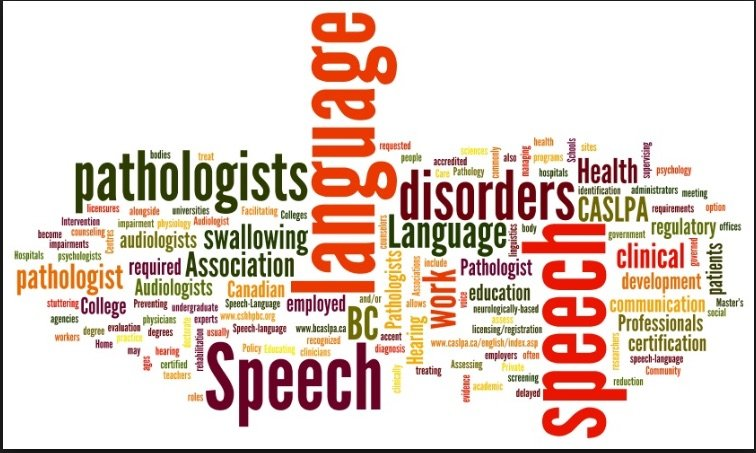 language
requested
bodies
treat
people
accredited
sciences
commonly
also
managing
health
programs
Schools
sites
supervising
pathologists
Care
Pathology
hospitals
Health
psychology
disorders
identification
administrators
meeting
licensures
alongside
universities
Facilitating
Colleges
counselors
CASLPA
requirements
option
Intervention
impairment
physiology
Audiologist
Language
linguistics
body
government
regulatory
offices
become
counseling
Centres
audiologists
swallowing
impairments
Hospitals
psychologists
Association
Pathologists
Associations
work
Pathologist
speech
clinical
governed
patients
pathologist
required
Audiologists
Canadian
employed
and/or
allows
include
voice
education
development
stuttering
College
Preventing
undergraduate
Speech-Language
neurologically-based
communication
Master's
social
agencies
www.cshhpbc.org
BC
Hearing
assess
Professionals
workers
degree
evaluation
physicians
experts
Speech-language
www.bcaslpa.ca
accent
licensing/registration
certification
practice
degrees
doctorate
usually
recognized
diagnosis
www.caslpa.ca/english/index.asp
researchers
Home
may
hearing
rehabilitation
Policy
Educating
clinicians
employers
often
speech-language
ages
certified
teachers
Speech
clinically
treating
Assessing
Private
screening
Community
reduction
roles
evidence
academic
delayed